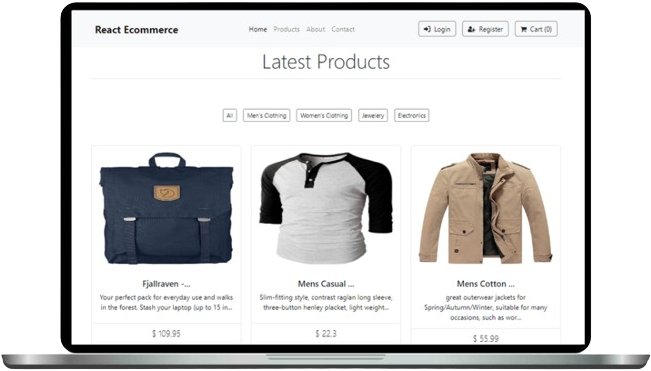 React Ecommerce
Home Products About Contact
Login Register Cart (0)
Latest Products
All Men's Clothing Women's Clothing Jewelery Electronics
Fjallraven -...
Your perfect pack for everyday use and walks
in the forest. Stash your laptop (up to 15 in...
$ 109.95
Mens Casual ...
Slim-fitting style, contrast raglan long sleeve,
three-button henley placket, light weight...
$ 22.3
Mens Cotton ...
great outerwear jackets for
Spring/Autumn/Winter, suitable for many
occasions, such as wor...
$ 55.99